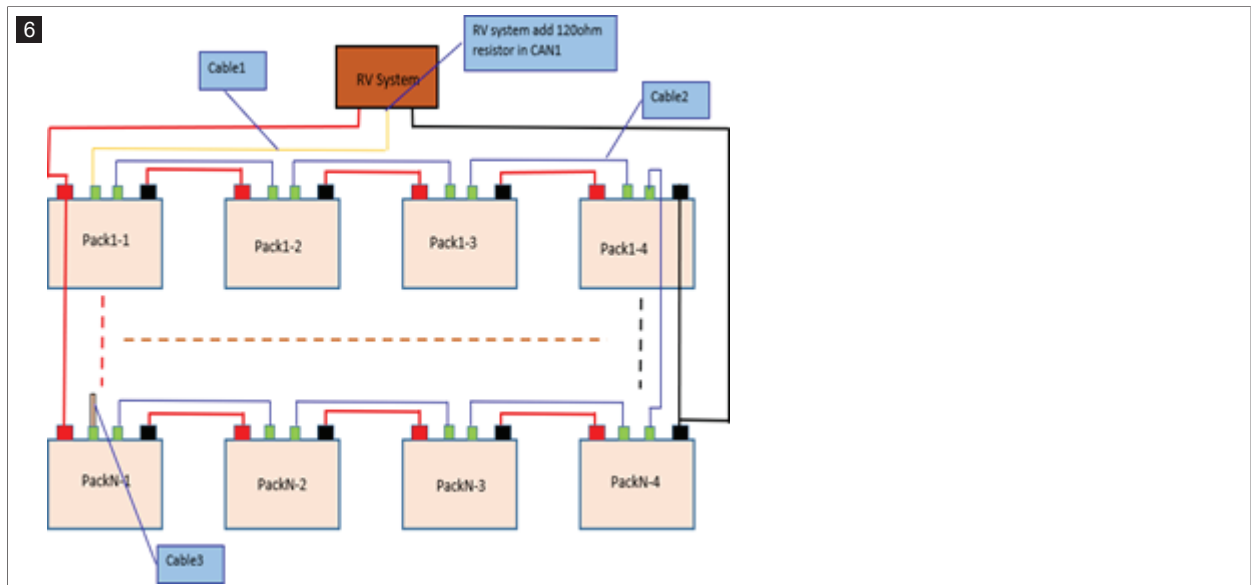 6
RV system add 120ohm
resistor in CAN1
Cable1
RV System
Cable2
Pack1-1
Pack1-2
Pack1-3
Pack1-4
PackN-1
PackN-2
PackN-3
PackN-4
Cable3